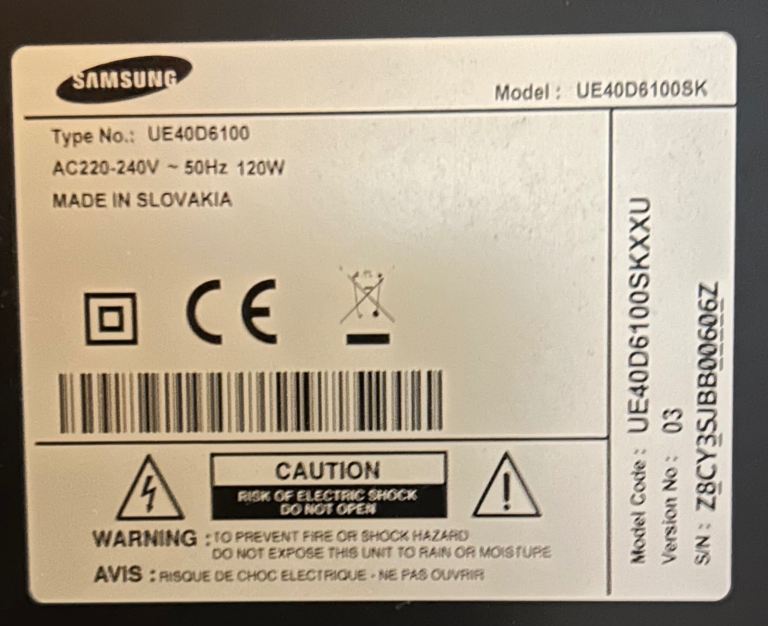 SAMSUNG
Model : UE40D6100SK
Type No.: UE40D6100
AC220-240V ~ 50Hz 120W
MADE IN SLOVAKIA
CE
CAUTION
RISK OF ELECTRIC SHOCK
DO NOT OPEN
WARNING : TO PREVENT FIRE OR SHOCK HAZARD
DO NOT EXPOSE THIS UNIT TO RAIN OR MOISTURE
AVIS : RISQUE DE CHOC ELECTRIQUE - NE PAS OUVRIR
Model Code : UE40D6100SKXXU
Version No : 03
S/N : Z8CY3SJBB00606Z